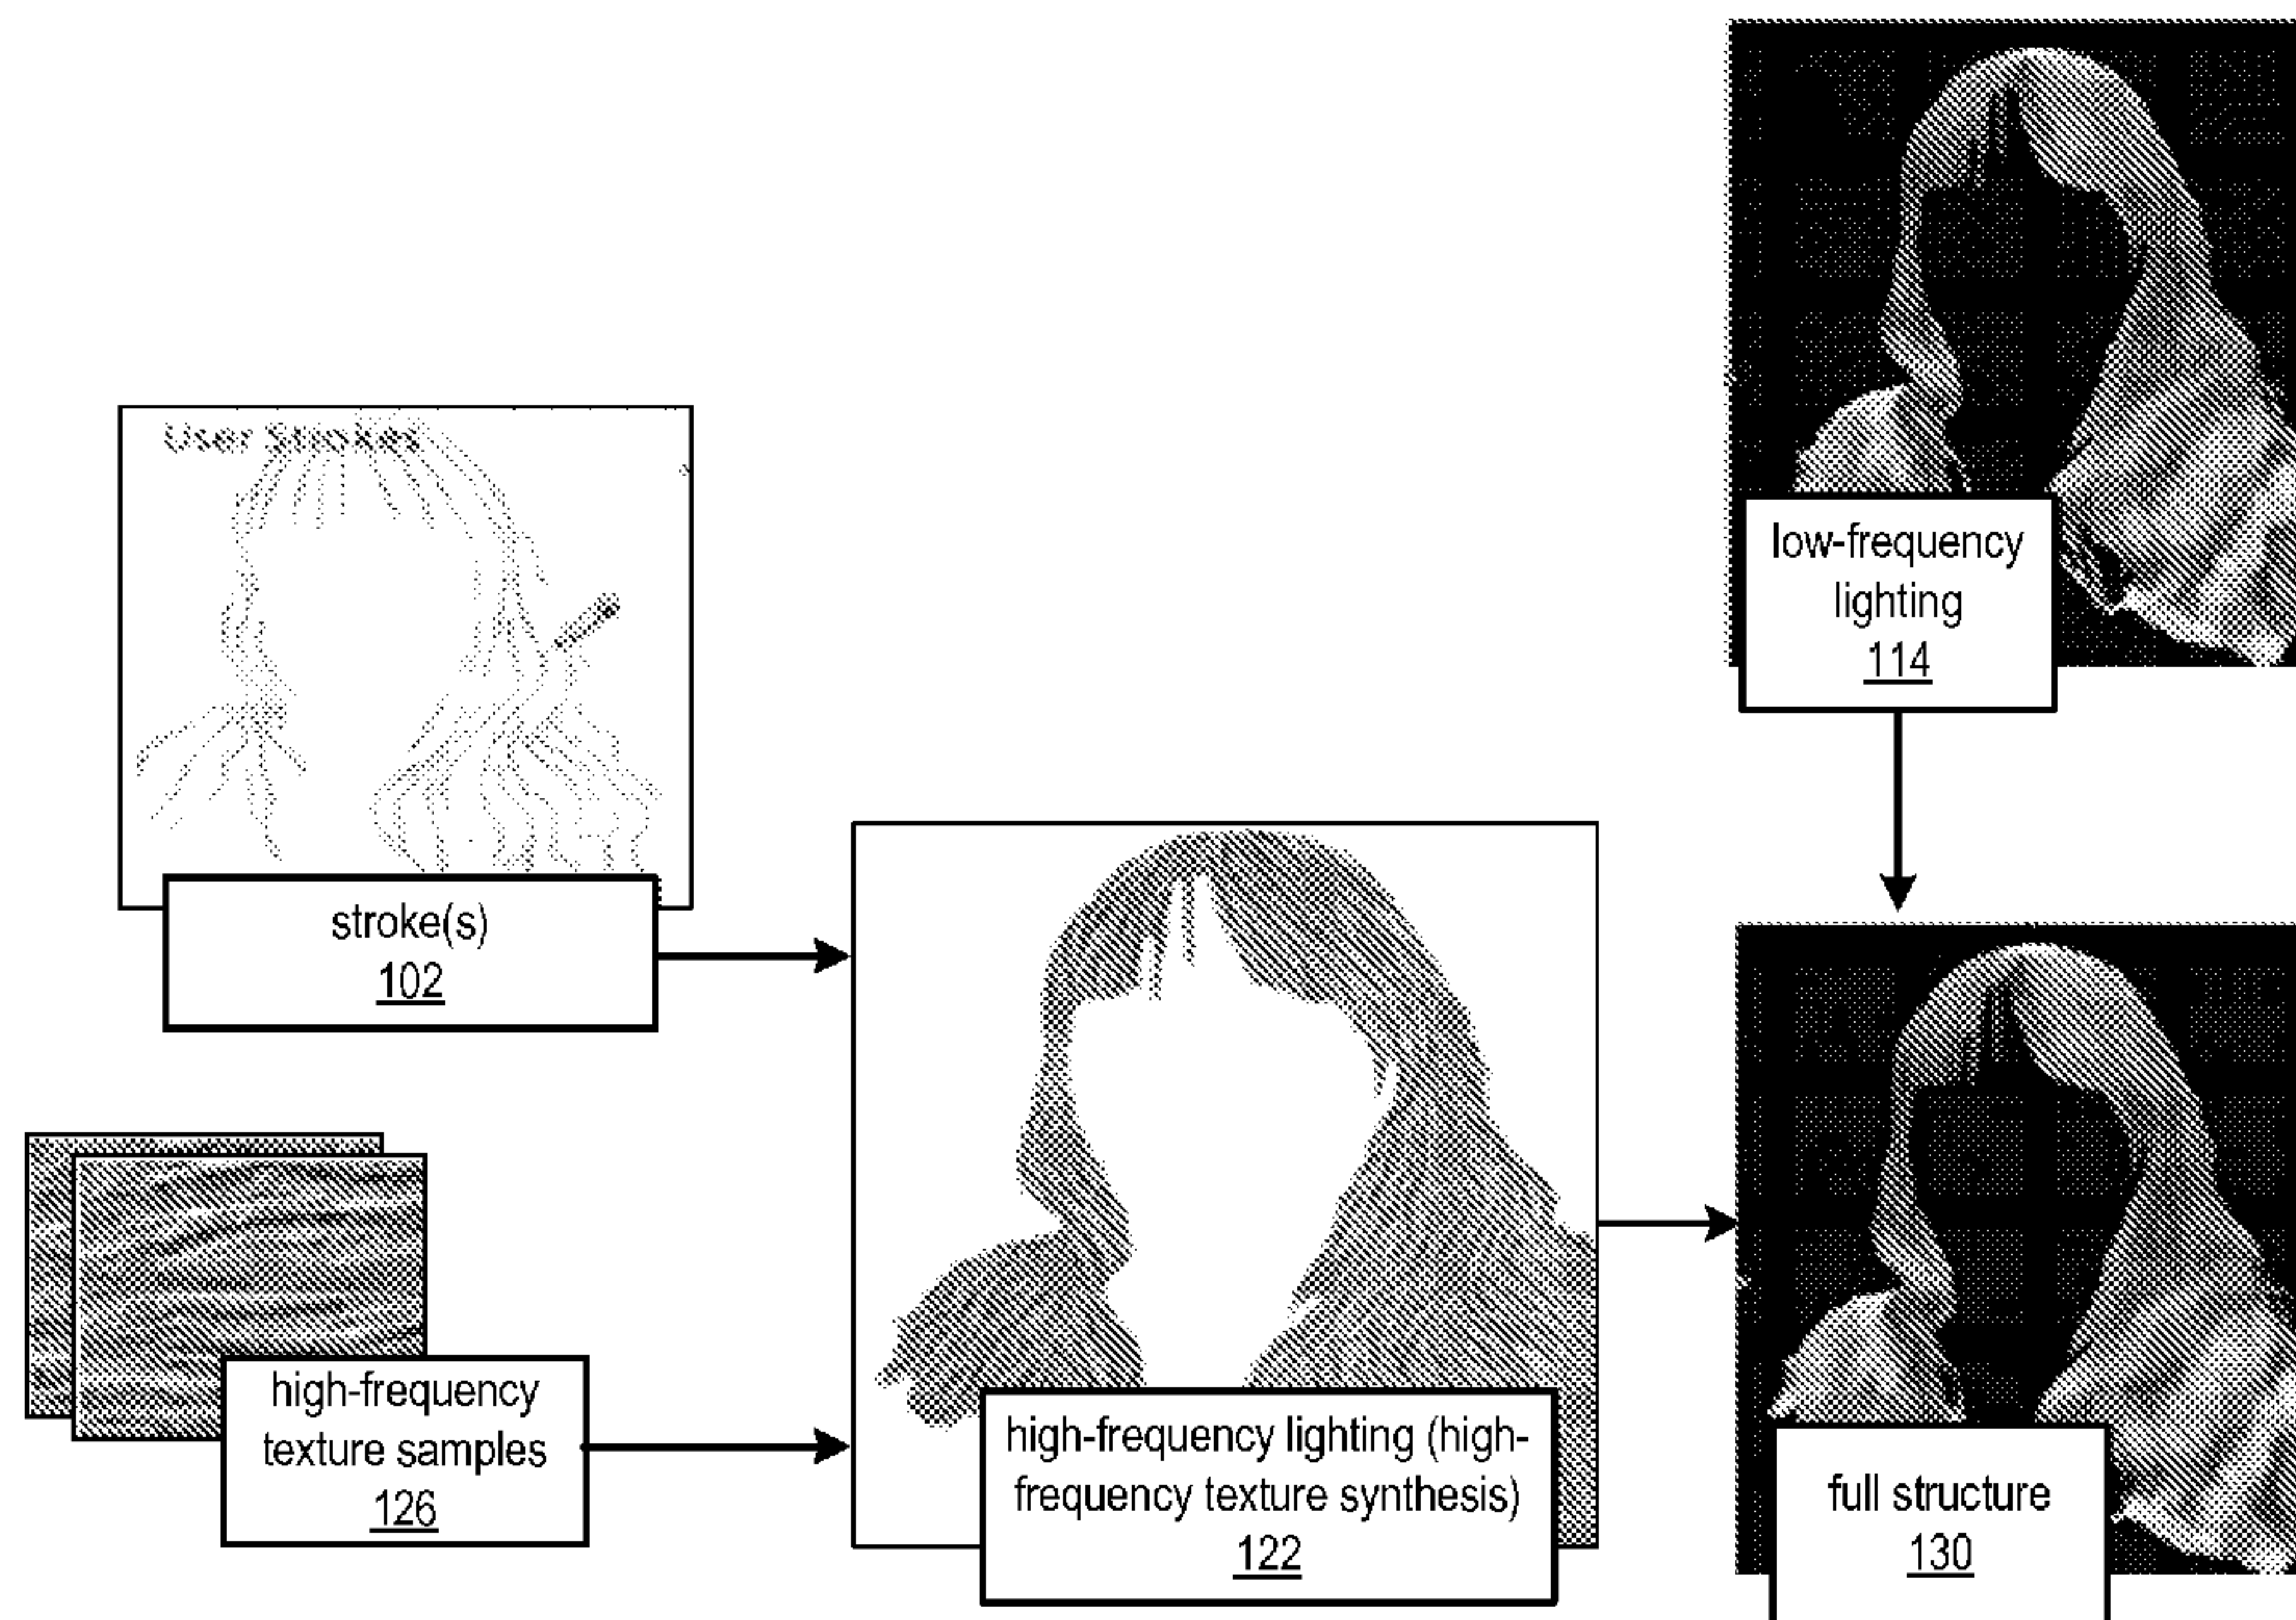 User Strokes
low-frequency
lighting
114
stroke(s)
102
high-frequency
texture samples
126
high-frequency lighting (high-
frequency texture synthesis)
122
full structure
130